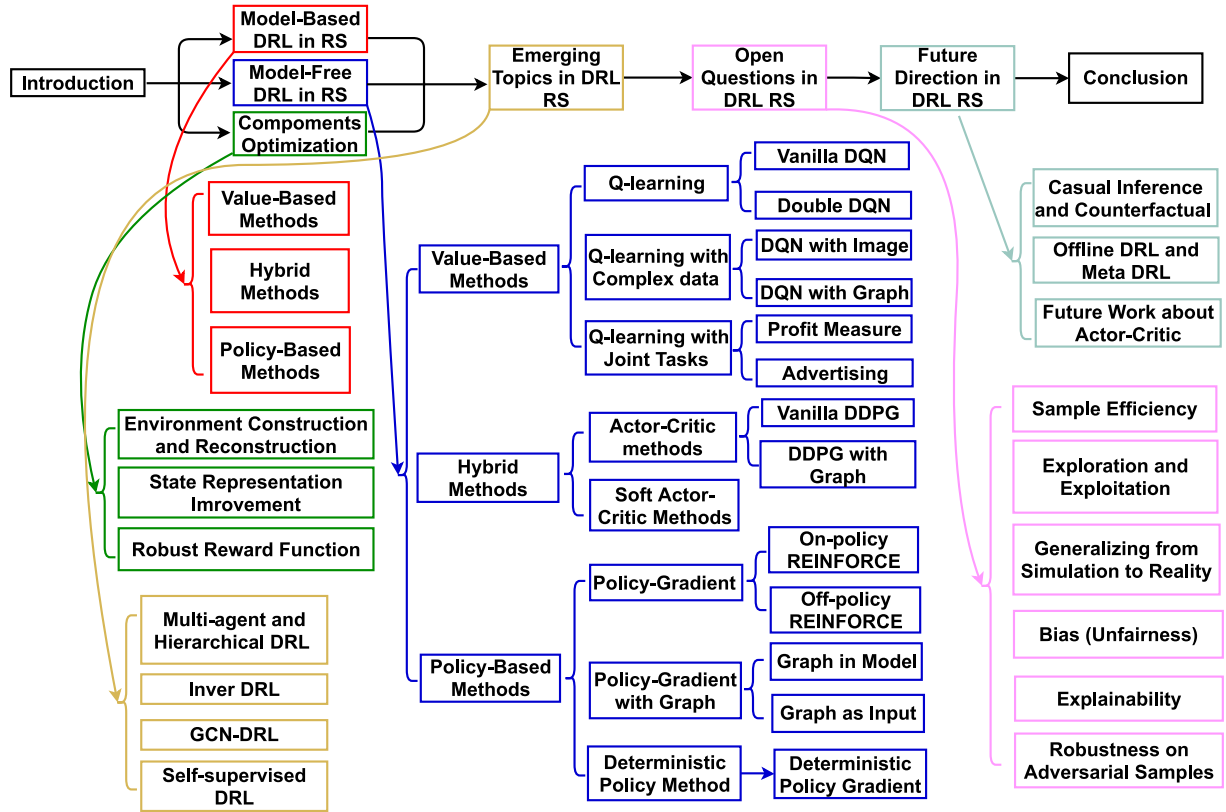 Introduction
Model-Based
DRL in RS
Model-Free
DRL in RS
Compoments
Optimization
Emerging
Topics in DRL
RS
Open
Questions in
DRL RS
Future
Direction in
DRL RS
Conclusion
Value-Based
Methods
Hybrid
Methods
Policy-Based
Methods
Environment Construction
and Reconstruction
State Representation
Imrovement
Robust Reward Function
Multi-agent and
Hierarchical DRL
Inver DRL
GCN-DRL
Self-supervised
DRL
Value-Based
Methods
Q-learning
Vanilla DQN
Double DQN
Q-learning with
Complex data
DQN with Image
DQN with Graph
Q-learning with
Joint Tasks
Profit Measure
Advertising
Hybrid
Methods
Actor-Critic
methods
Vanilla DDPG
DDPG with
Graph
Soft Actor-
Critic Methods
Policy-Based
Methods
Policy-Gradient
On-policy
REINFORCE
Off-policy
REINFORCE
Policy-Gradient
with Graph
Graph in Model
Graph as Input
Deterministic
Policy Method
Deterministic
Policy Gradient
Casual Inference
and Counterfactual
Offline DRL and
Meta DRL
Future Work about
Actor-Critic
Sample Efficiency
Exploration and
Exploitation
Generalizing from
Simulation to Reality
Bias (Unfairness)
Explainability
Robustness on
Adversarial Samples